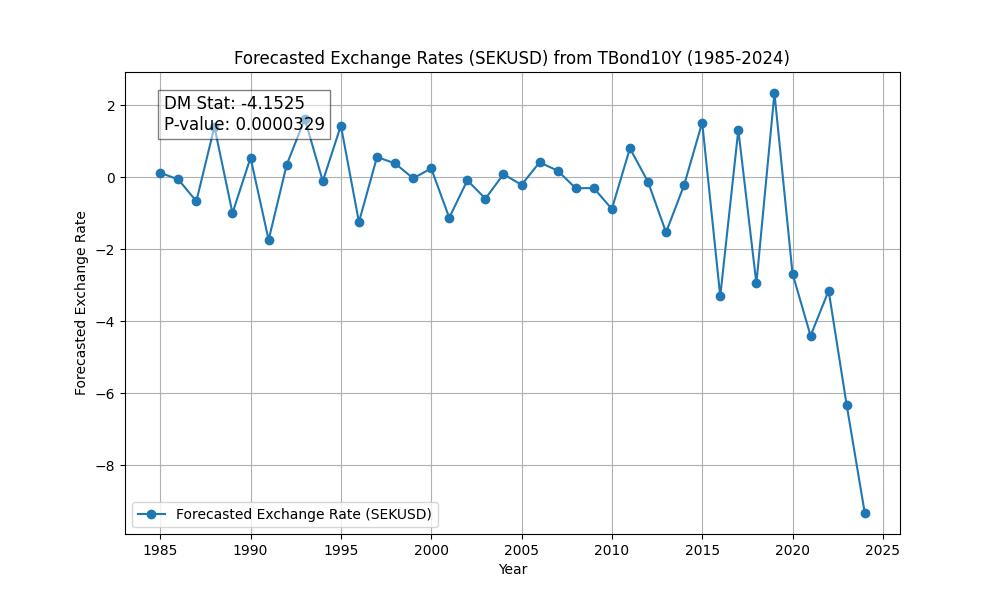 Forecasted Exchange Rates (SEKUSD) from TBond10Y (1985-2024)
DM Stat: -4.1525
P-value: 0.0000329
Forecasted Exchange Rate
2
0
−2
−4
−6
−8
Forecasted Exchange Rate (SEKUSD)
1985 1990 1995 2000 2005 2010 2015 2020 2025
Year